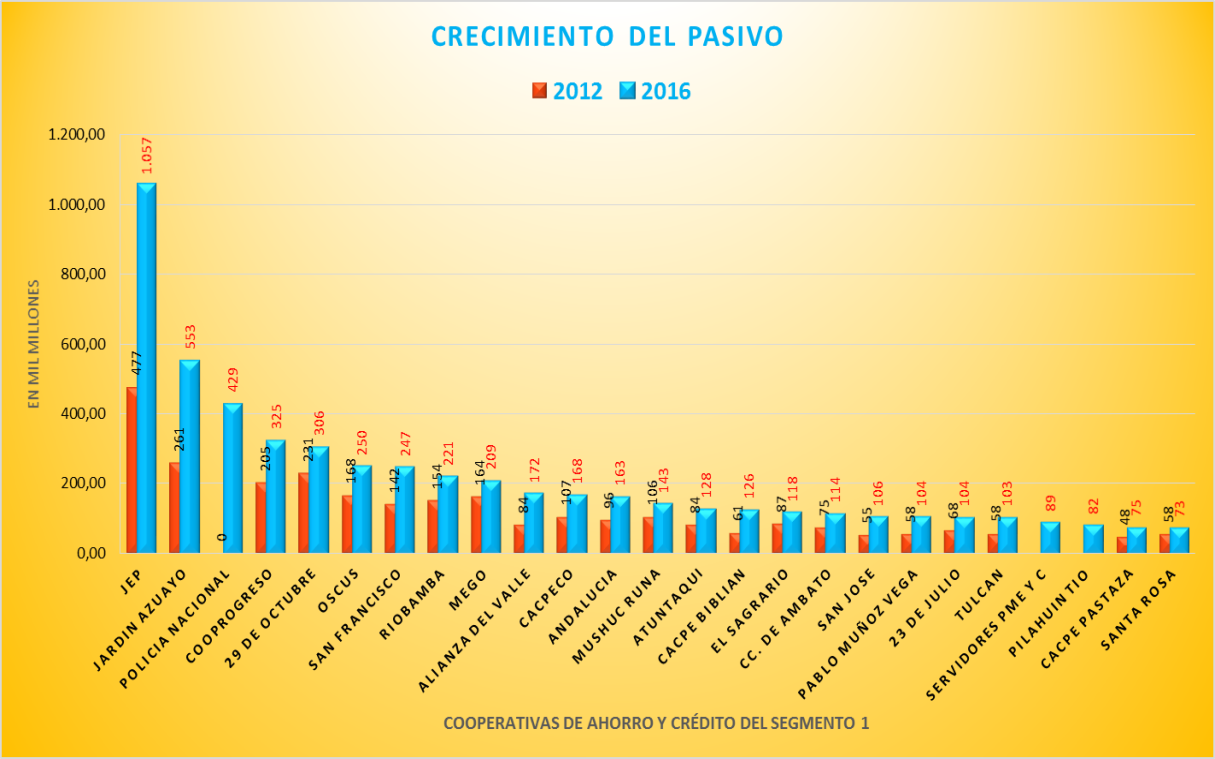 CRECIMIENTO DEL PASIVO
2012 2016
EN MIL MILLONES
1.200,00
1.000,00
800,00
600,00
400,00
200,00
0,00
477 1.057
261 553
0 429
205 325
231 306
168 250
142 247
154 221
164 209
84 172
107 168
96 163
106 143
84 128
61 126
87 118
75 114
55 106
58 104
68 104
58 103
89
82
48 75
58 73
JEP
JARDIN AZUAYO
POLICIA NACIONAL
COOPROGRESO
29 DE OCTUBRE
OSCUS
SAN FRANCISCO
RIOBAMBA
MEGO
ALIANZA DEL VALLE
CACPECO
ANDALUCIA
MUSHUC RUNA
ATUNTAQUI
CACPE BIBLIAN
EL SAGRARIO
CC. DE AMBATO
SAN JOSE
PABLO MUÑOZ VEGA
23 DE JULIO
TULCAN
SERVIDORES PME Y C
PILAHUIN TIO
CACPE PASTAZA
SANTA ROSA
COOPERATIVAS DE AHORRO Y CRÉDITO DEL SEGMENTO 1